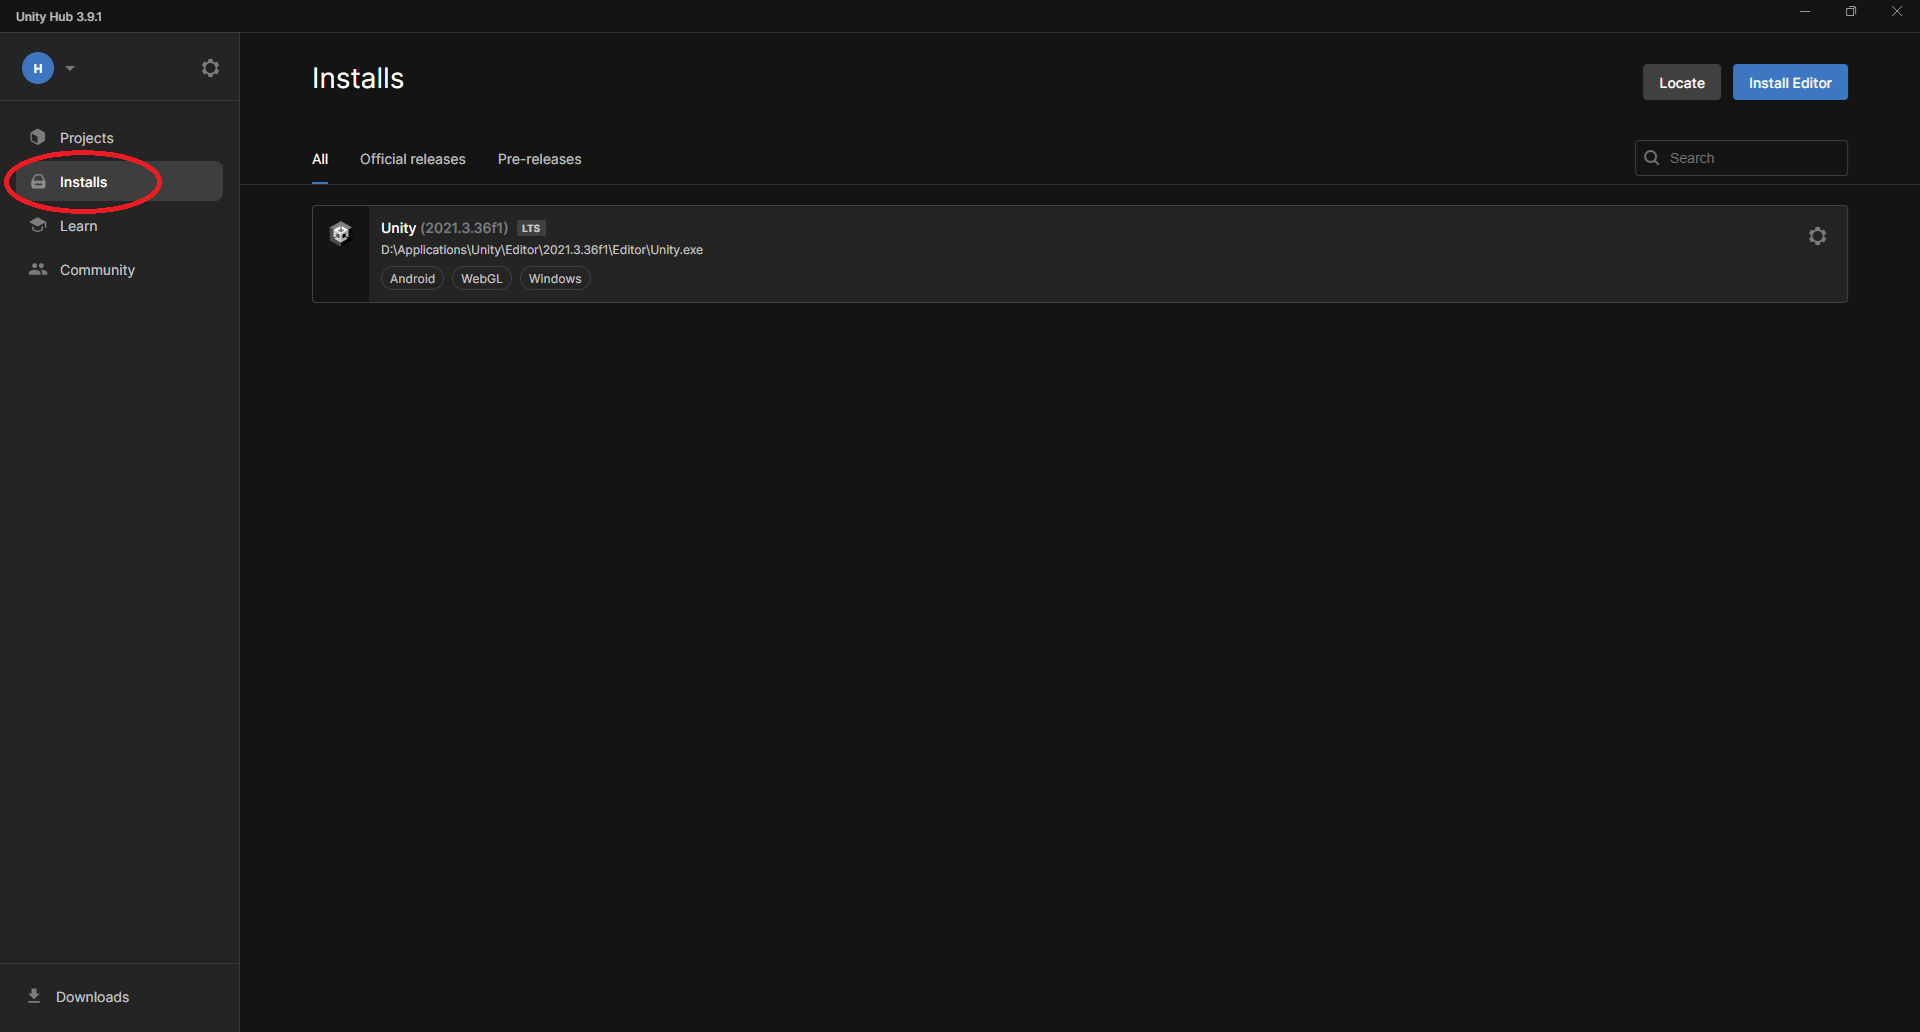 Unity Hub 3.9.1
H
Projects
Installs
Learn
Community
Downloads
Installs
Locate
Install Editor
All
Official releases
Pre-releases
Search
Unity (2021.3.36f1) LTS
D:\Applications\Unity\Editor\2021.3.36f1\Editor\Unity.exe
Android
WebGL
Windows